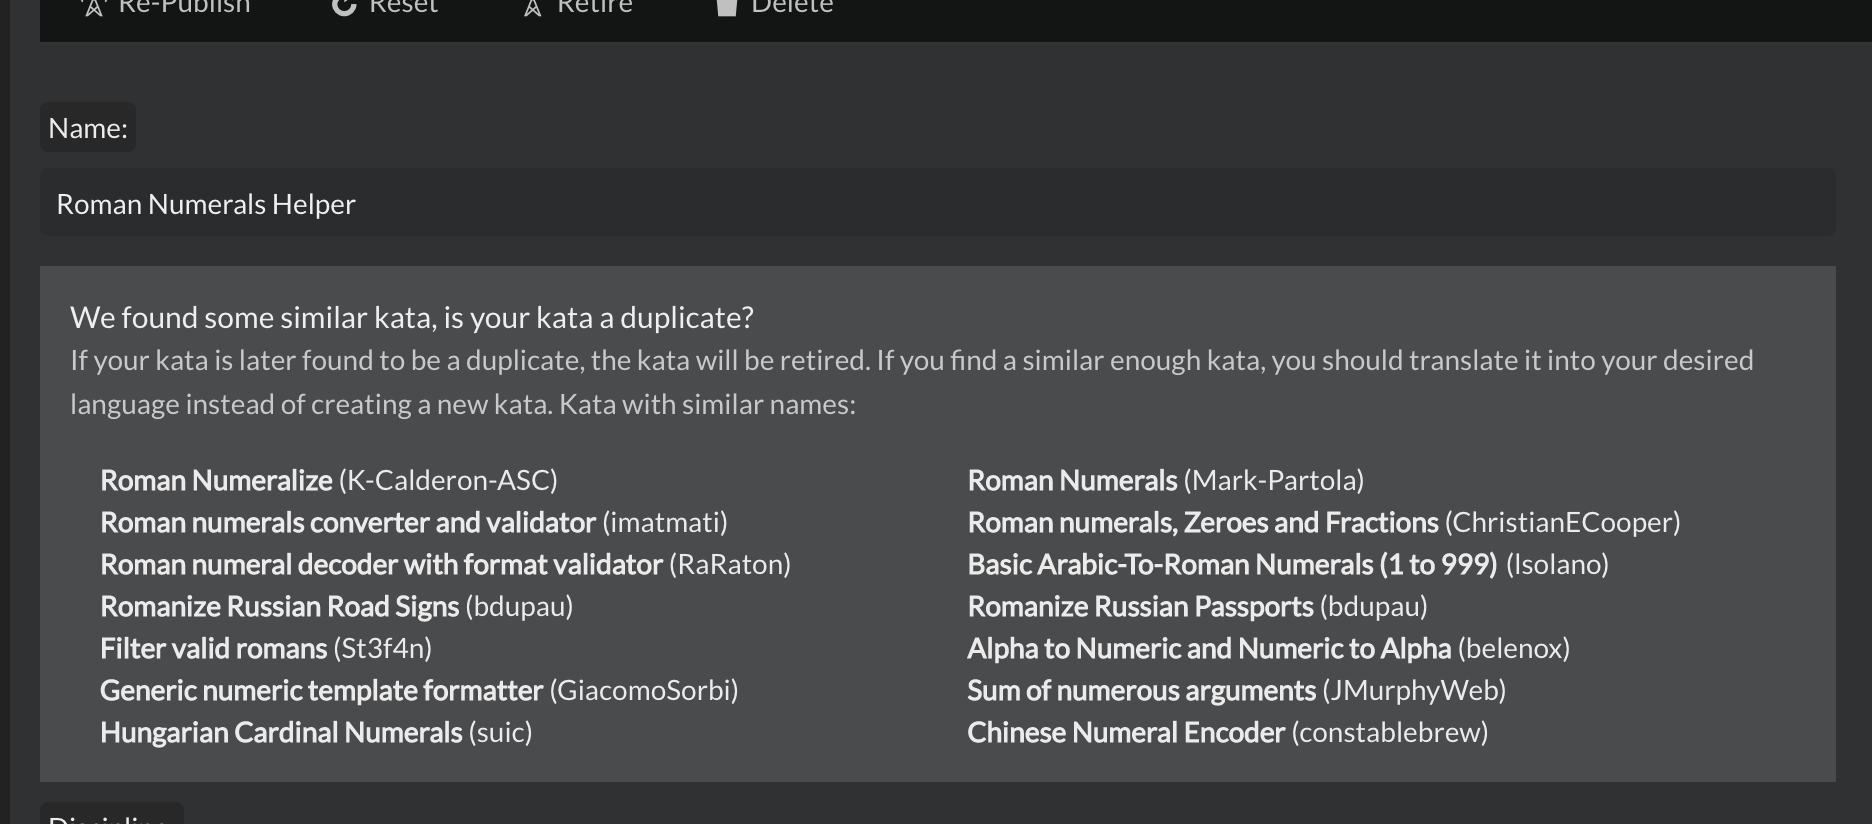 Re-Publish Reset Retire Delete
Name:
Roman Numerals Helper
We found some similar kata, is your kata a duplicate?
If your kata is later found to be a duplicate, the kata will be retired. If you find a similar enough kata, you should translate it into your desired
language instead of creating a new kata. Kata with similar names:
Roman Numeralize (K-Calderon-ASC)
Roman numerals converter and validator (imatmati)
Roman numeral decoder with format validator (RaRaton)
Romanize Russian Road Signs (bdupau)
Filter valid romans (St3f4n)
Generic numeric template formatter (GiacomoSorbi)
Hungarian Cardinal Numerals (suic)
Roman Numerals (Mark-Partola)
Roman numerals, Zeroes and Fractions (ChristianECooper)
Basic Arabic-To-Roman Numerals (1 to 999) (lsolano)
Romanize Russian Passports (bdupau)
Alpha to Numeric and Numeric to Alpha (belenox)
Sum of numerous arguments (JMurphyWeb)
Chinese Numeral Encoder (constablebrew)